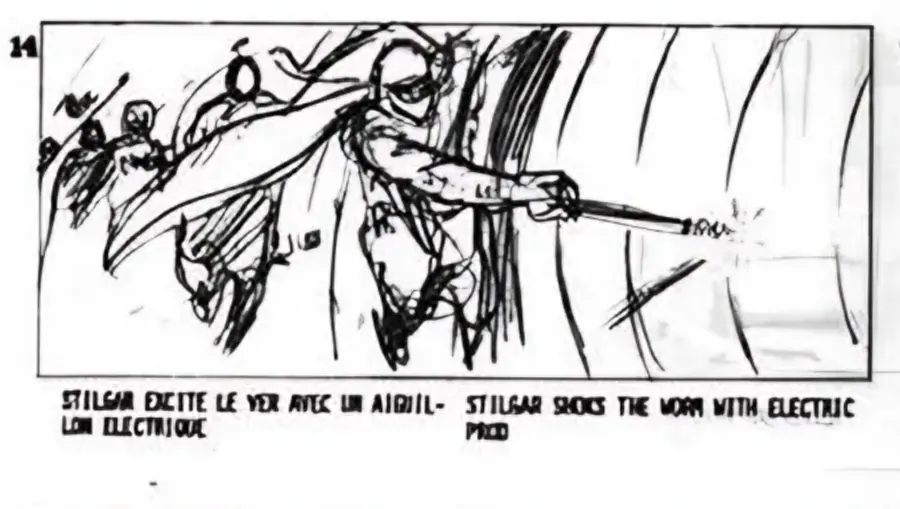 14
STILGAR EXCITE LE VER AVEC UN AIGUIL-
LON ELECTRIQUE
STILGAR SHOCKS THE WORM WITH ELECTRIC
PROD